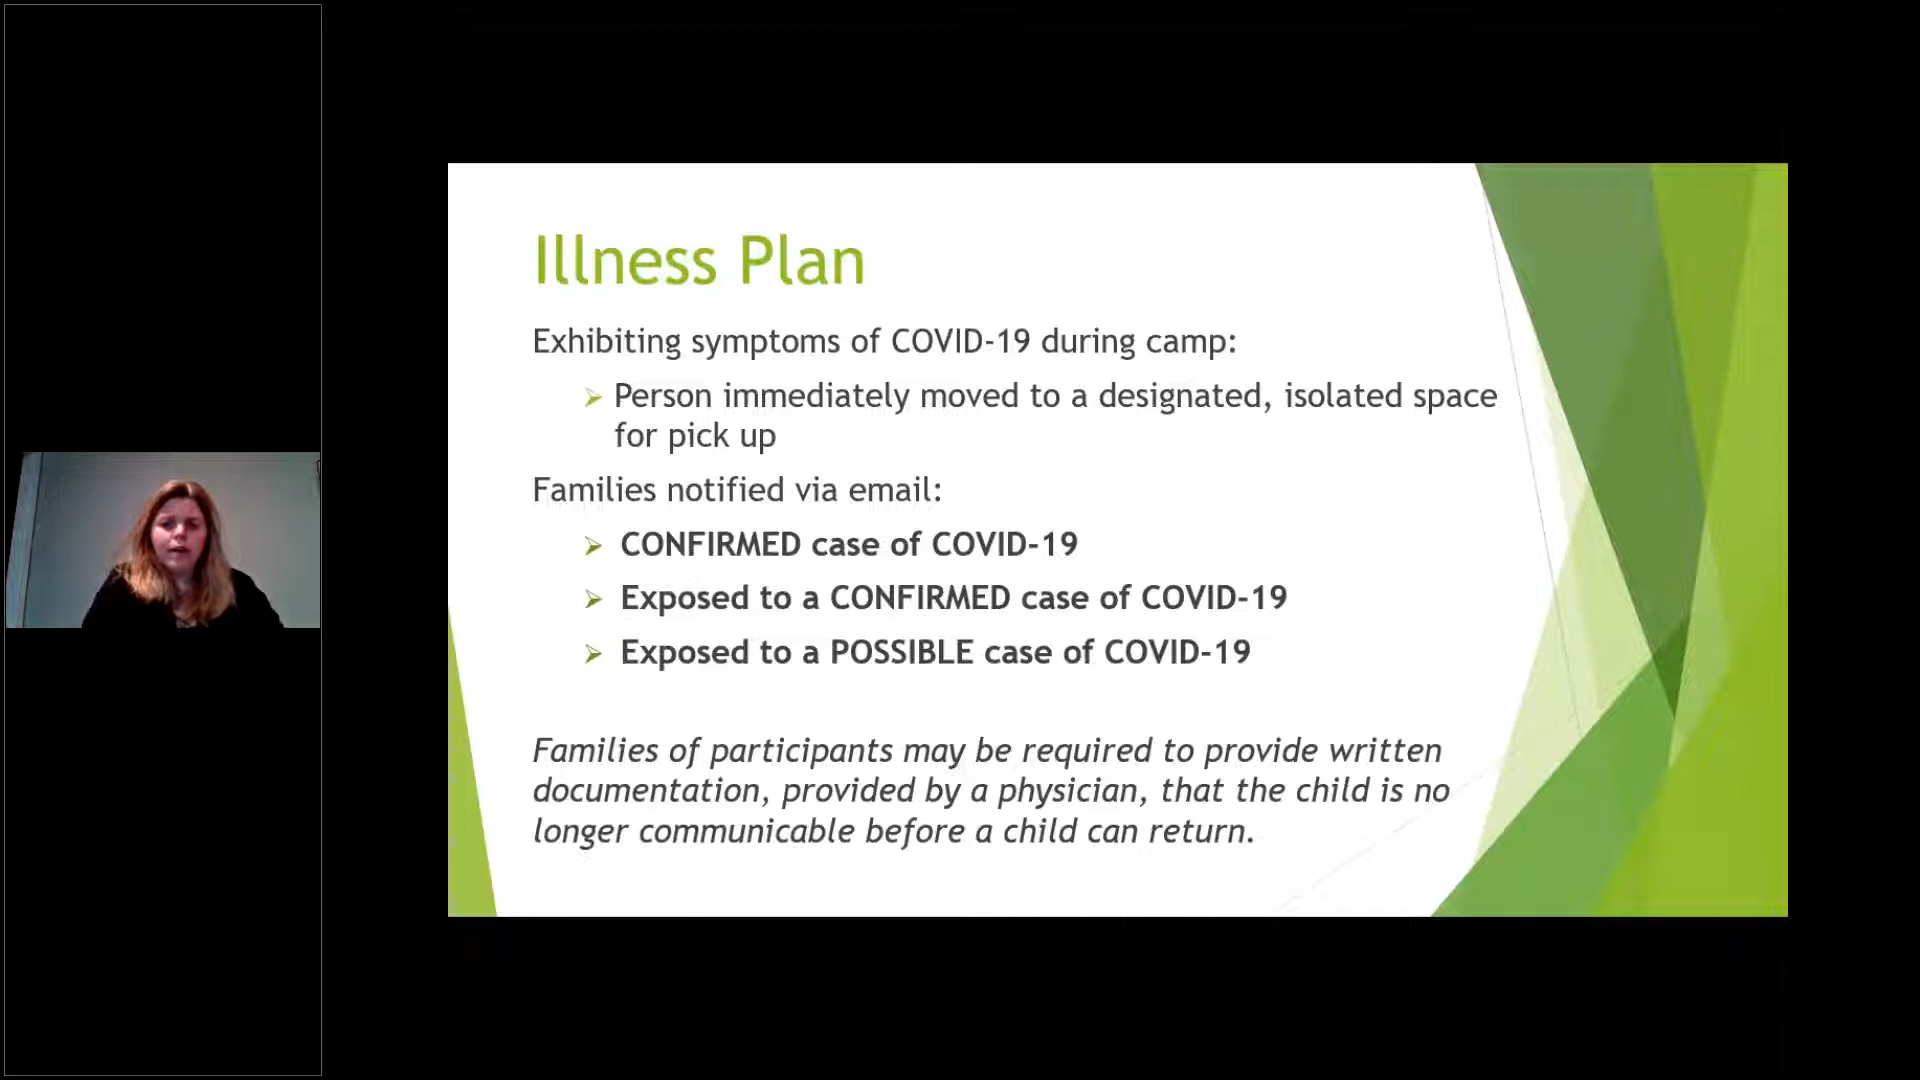 Illness Plan
Exhibiting symptoms of COVID-19 during camp:
Person immediately moved to a designated, isolated space
for pick up
Families notified via email:
CONFIRMED case of COVID-19
Exposed to a CONFIRMED case of COVID-19
Exposed to a POSSIBLE case of COVID-19
Families of participants may be required to provide written
documentation, provided by a physician, that the child is no
longer communicable before a child can return.